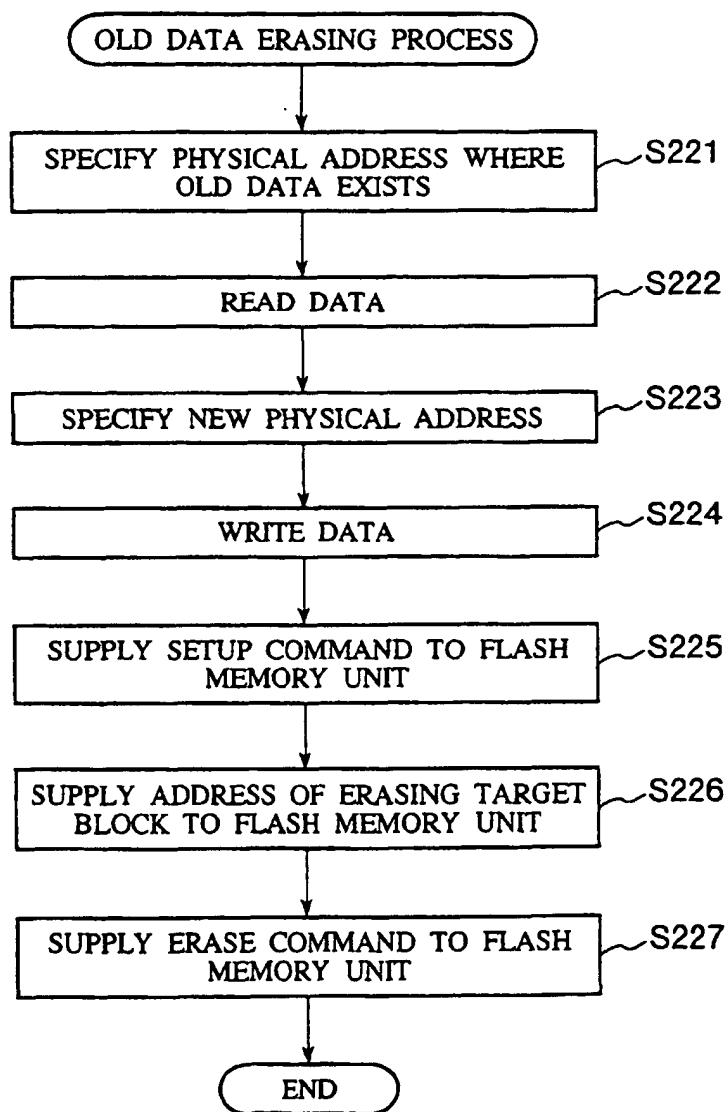 OLD DATA ERASING PROCESS
SPECIFY PHYSICAL ADDRESS WHERE
OLD DATA EXISTS
S221
READ DATA
S222
SPECIFY NEW PHYSICAL ADDRESS
S223
WRITE DATA
S224
SUPPLY SETUP COMMAND TO FLASH
MEMORY UNIT
S225
SUPPLY ADDRESS OF ERASING TARGET
BLOCK TO FLASH MEMORY UNIT
S226
SUPPLY ERASE COMMAND TO FLASH
MEMORY UNIT
S227
END